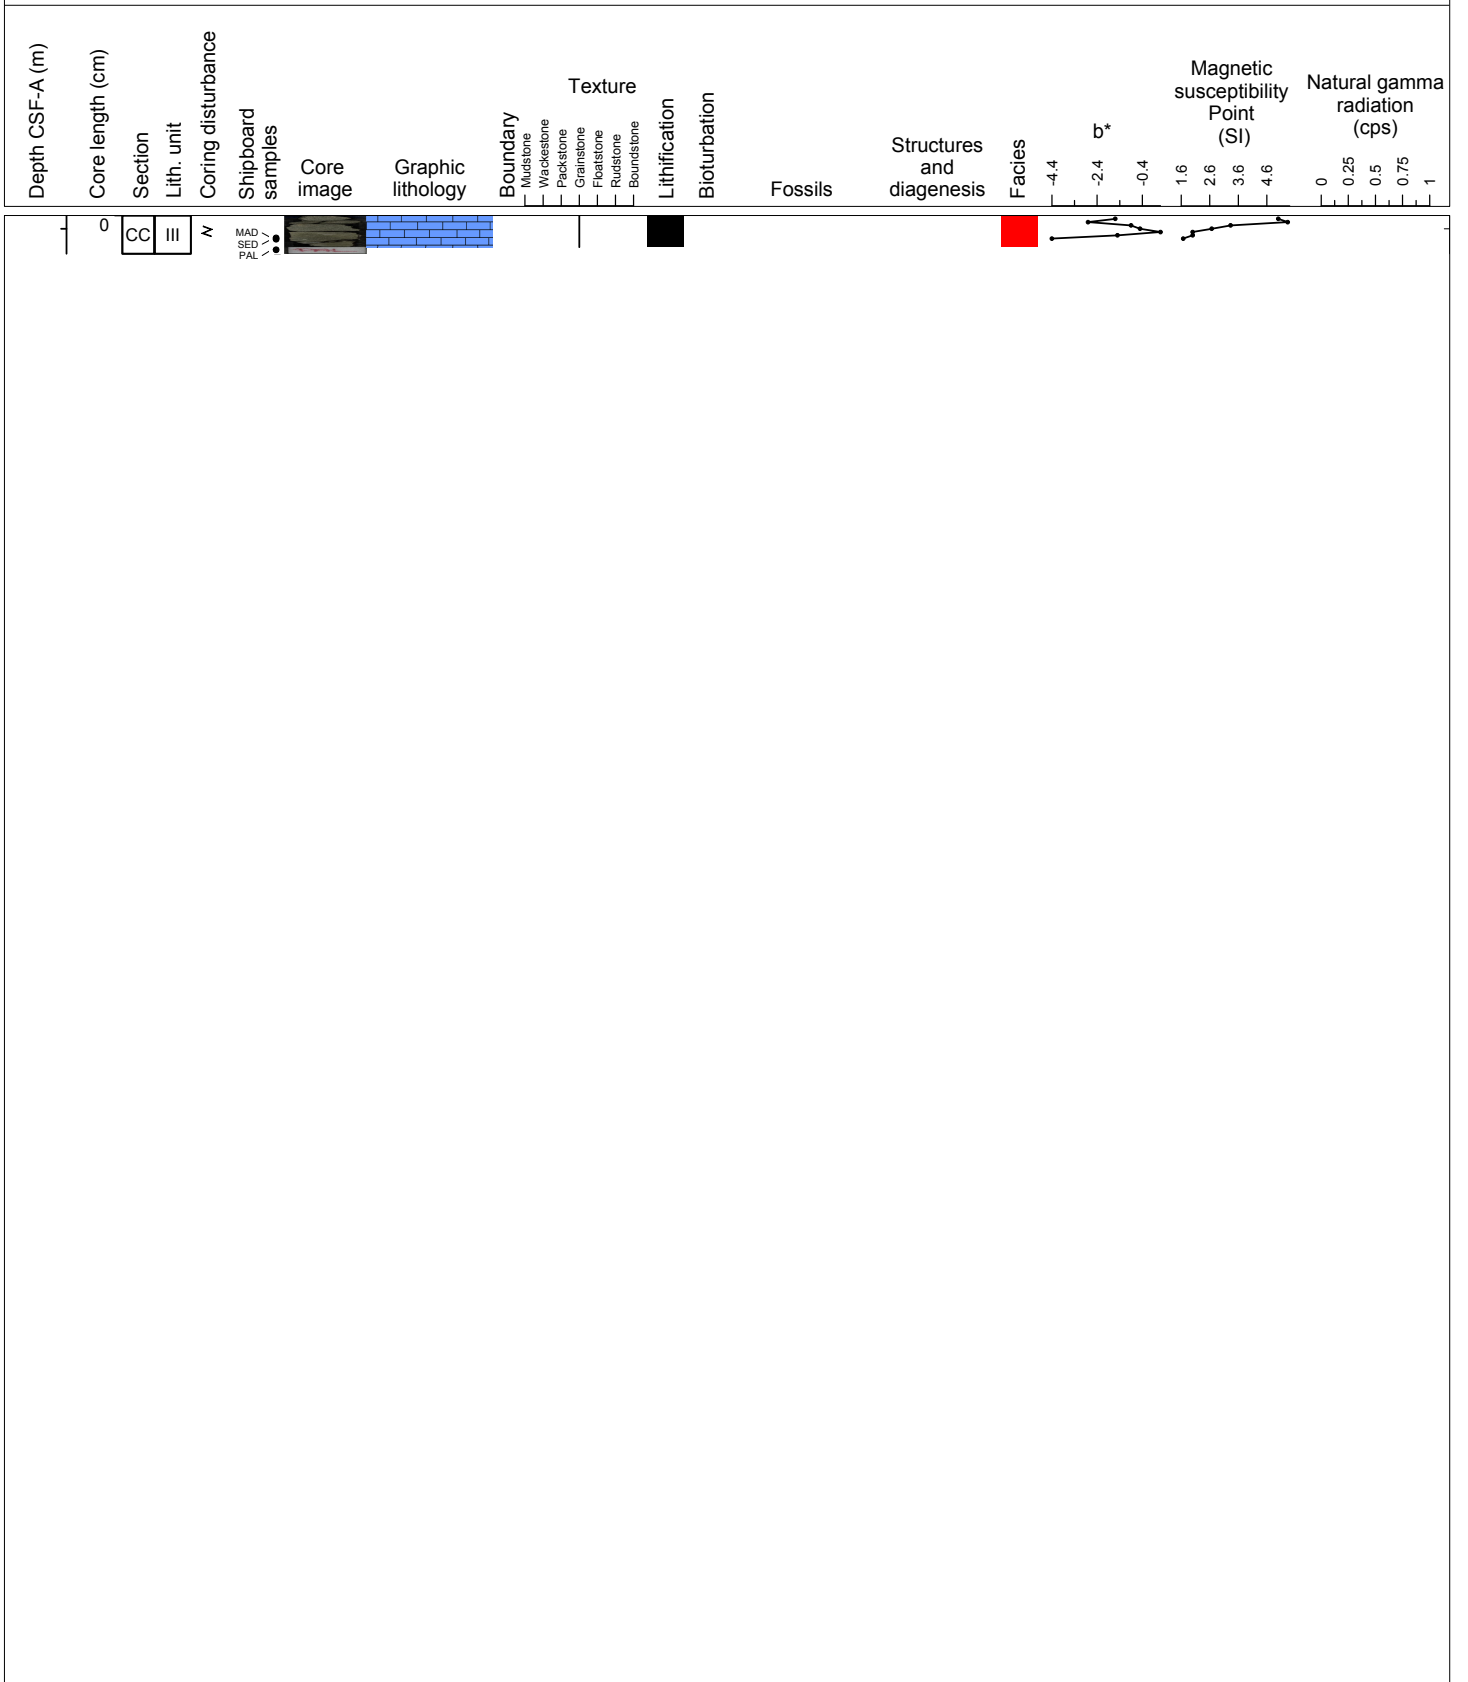 Depth CSF-A (m)
Core length (cm)
Section
Lith. unit
Coring disturbance
Shipboard
samples
Core
image
Graphic
lithology
Boundary
Texture
Mudstone
Wackestone
Packstone
Grainstone
Floatstone
Rudstone
Boundstone
Lithification
Bioturbation
Fossils
Structures
and
diagenesis
Facies
b*
-4.4
-2.4
-0.4
Magnetic
susceptibility
Point
(SI)
1.6
2.6
3.6
4.6
Natural gamma
radiation
(cps)
0
0.25
0.5
0.75
1
0
CC
III
MAD
SED
PAL